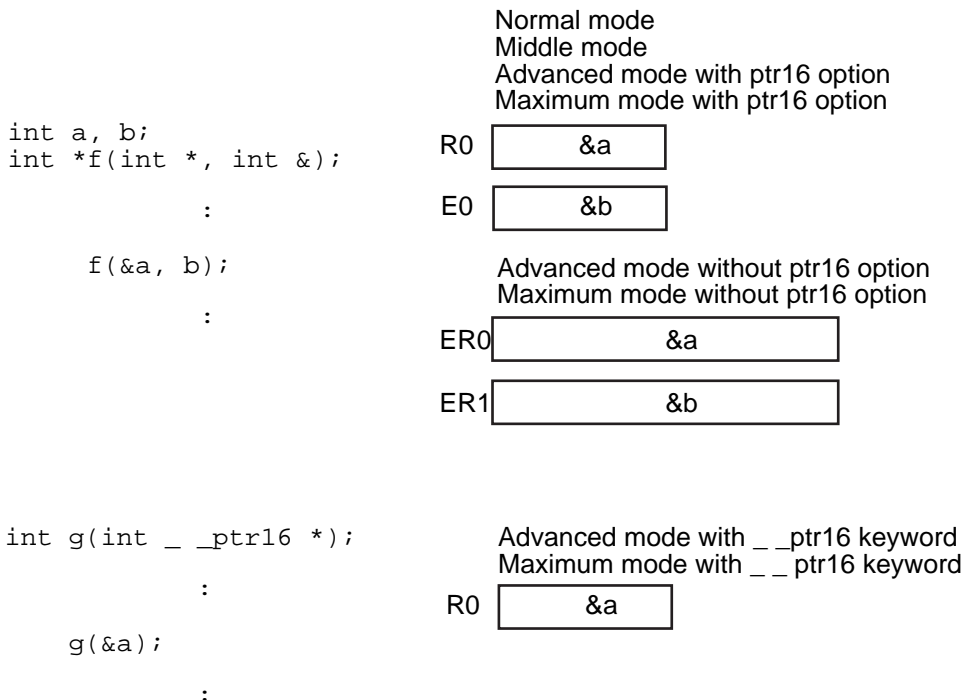 Normal mode
Middle mode
Advanced mode with ptr16 option
Maximum mode with ptr16 option
int a, b;
int *f(int *, int &);
R0 &a
:
E0 &b
f(&a, b);
Advanced mode without ptr16 option
Maximum mode without ptr16 option
:
ER0 &a
ER1 &b
int g(int _ _ptr16 *);
Advanced mode with _ _ptr16 keyword
Maximum mode with _ _ ptr16 keyword
:
R0 &a
g(&a);
: